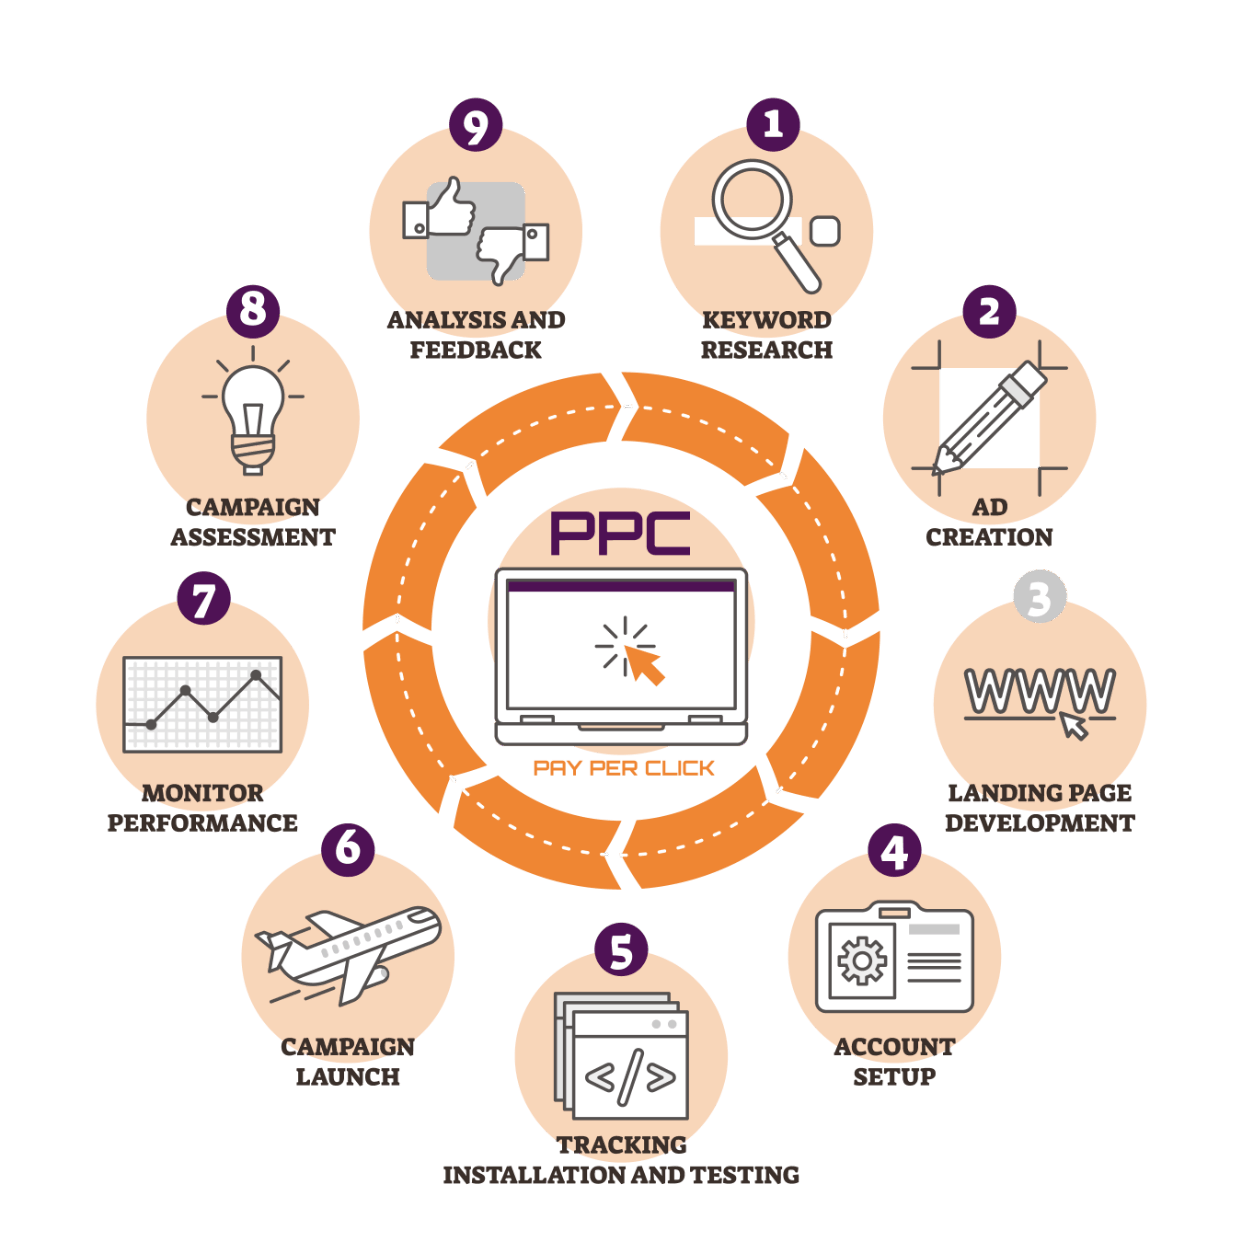 1
KEYWORD
RESEARCH
2
AD
CREATION
3
WWW
LANDING PAGE
DEVELOPMENT
4
ACCOUNT
SETUP
5
</>
TRACKING
INSTALLATION AND TESTING
6
CAMPAIGN
LAUNCH
7
MONITOR
PERFORMANCE
8
CAMPAIGN
ASSESSMENT
9
ANALYSIS AND
FEEDBACK
PPC
PAY PER CLICK